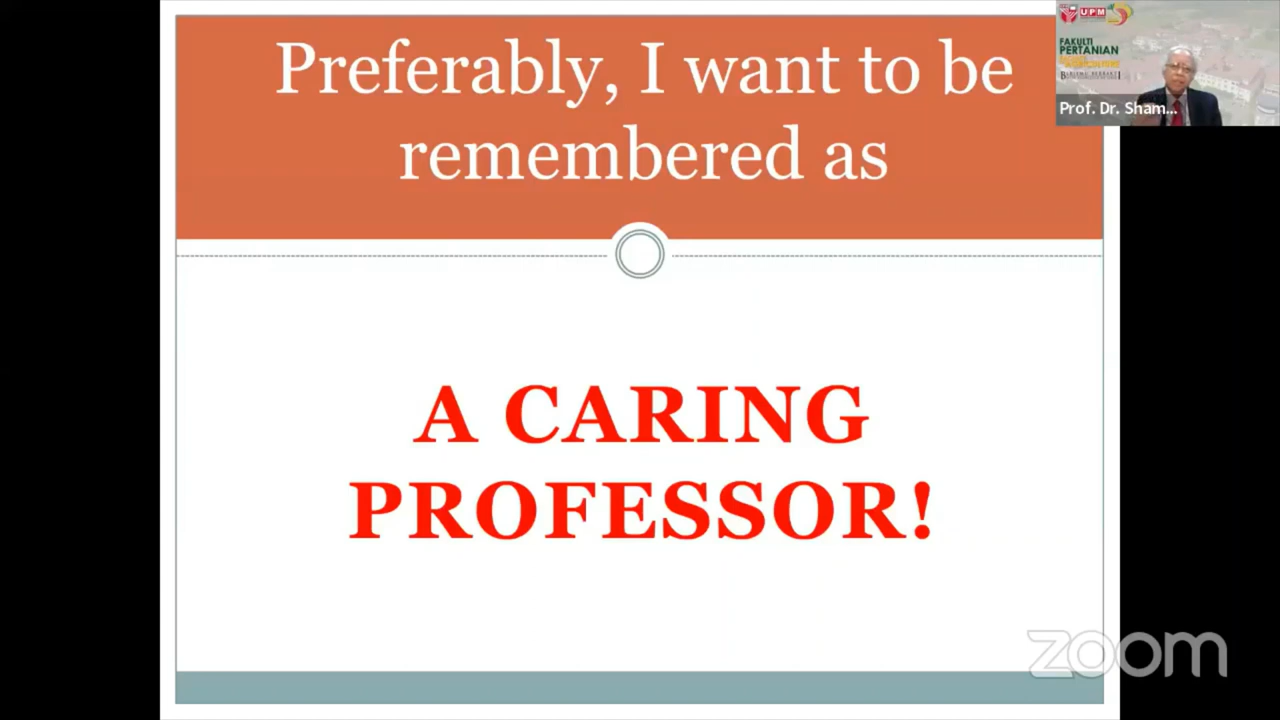 Preferably, I want to be
remembered as
A CARING
PROFESSOR!
UPM
FAKULTI
PERTANIAN
Prof. Dr. Sham...
zoom